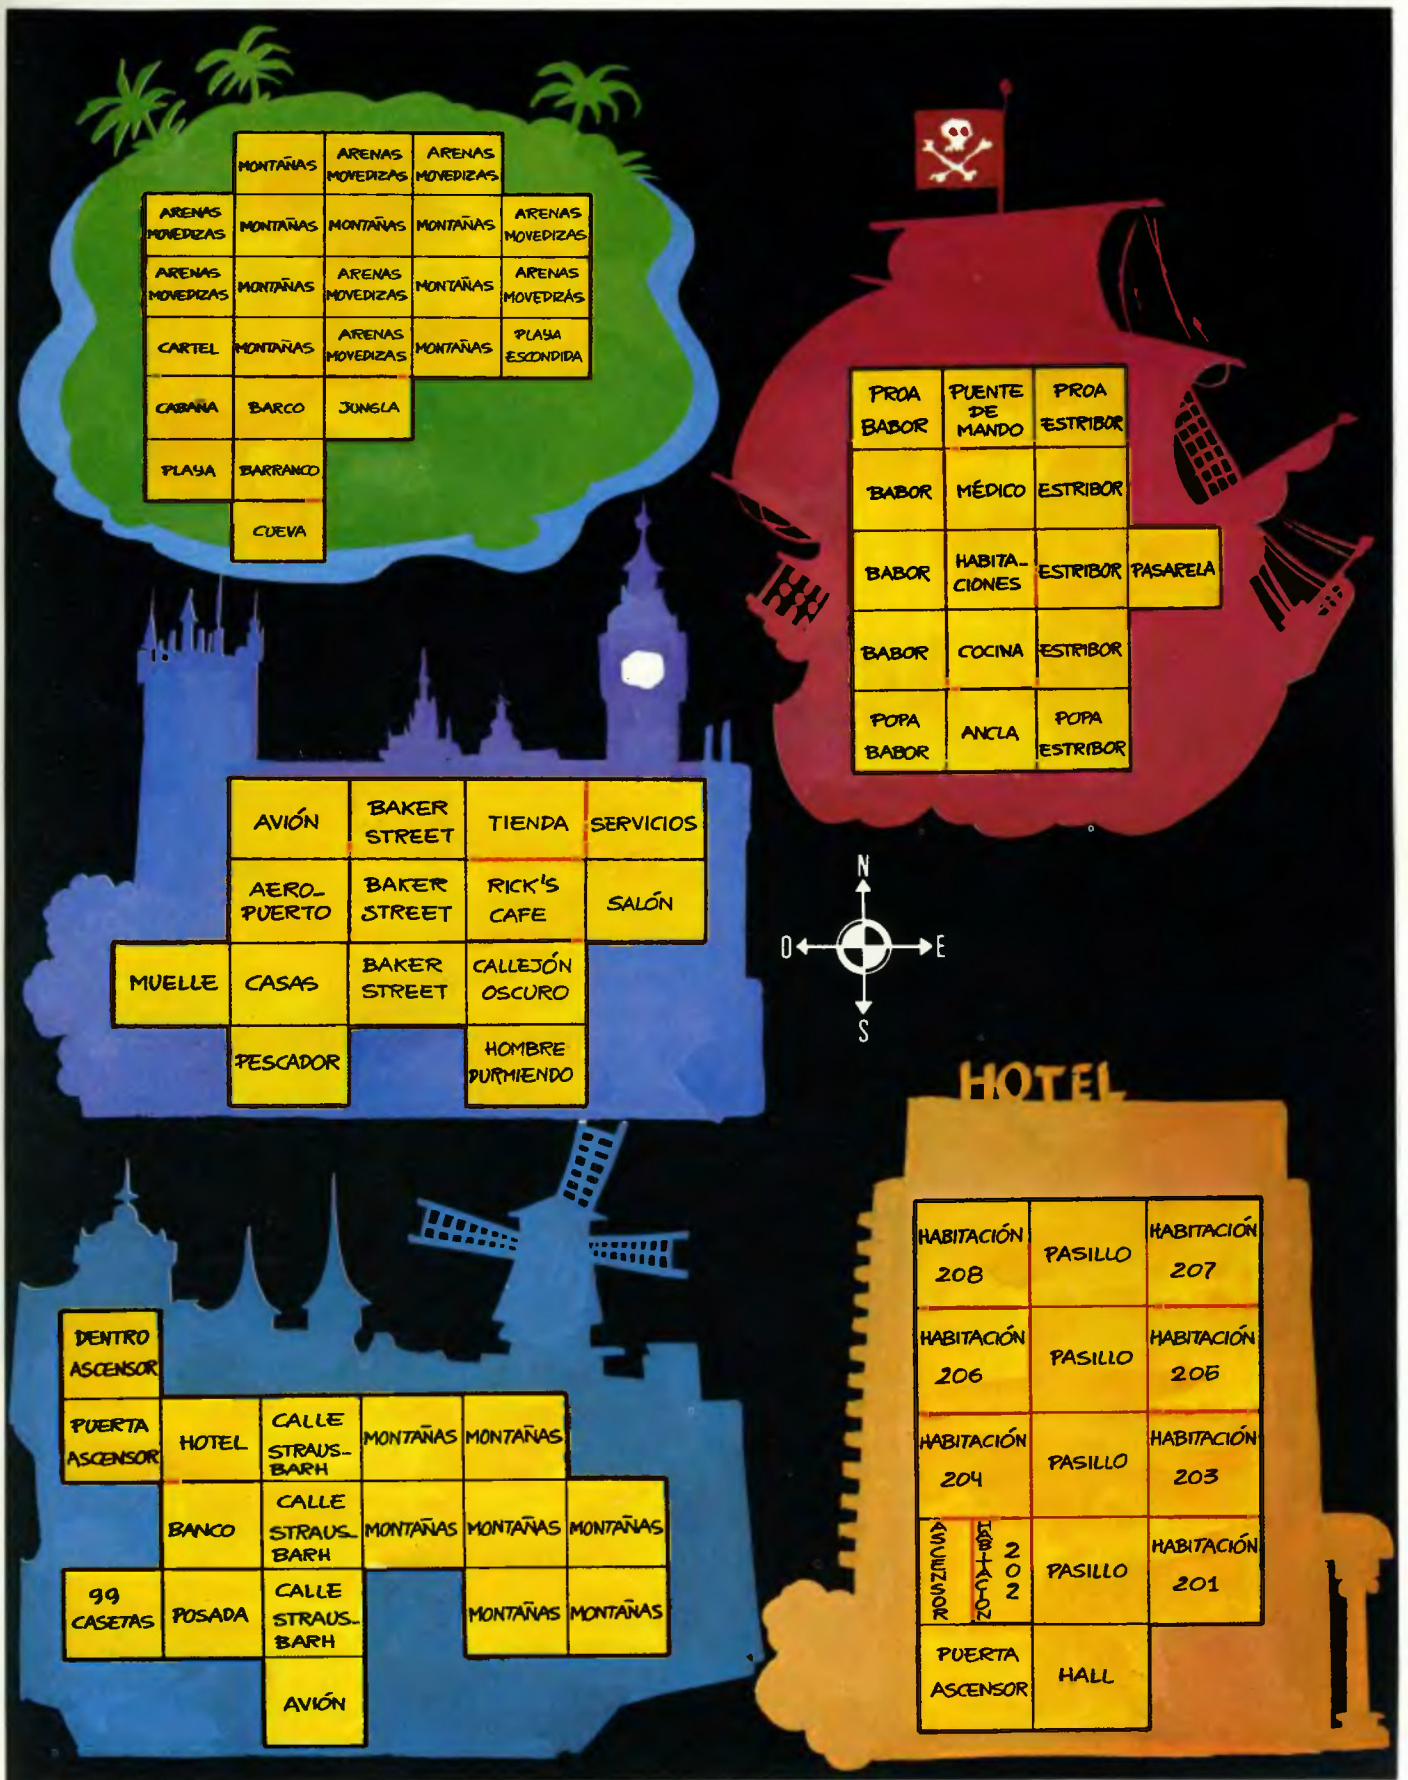 MONTAÑAS
ARENAS
MOVEDIZAS
ARENAS
MOVEDIZAS
ARENAS
MOVEDIZAS
MONTAÑAS
MONTAÑAS
MONTAÑAS
ARENAS
MOVEDIZAS
ARENAS
MOVEDIZAS
MONTAÑAS
ARENAS
MOVEDIZAS
MONTAÑAS
ARENAS
MOVEDIZÁS
CARTEL
MONTAÑAS
ARENAS
MOVEDIZAS
MONTAÑAS
PLAYA
ESCONDIDA
CABAÑA
BARCO
JUNGLA
PLAYA
BARRANCO
CUEVA
PROA
BABOR
PUENTE
DE
MANDO
PROA
ESTRIBOR
BABOR
MÉDICO
ESTRIBOR
BABOR
HABITA-
CIONES
ESTRIBOR
PASARELA
BABOR
COCINA
ESTRIBOR
POPA
BABOR
ANCLA
POPA
ESTRIBOR
AVIÓN
BAKER
STREET
TIENDA
SERVICIOS
AERO-
PUERTO
BAKER
STREET
RICK'S
CAFE
SALÓN
MUELLE
CASAS
BAKER
STREET
CALLEJÓN
OSCURO
PESCADOR
HOMBRE
DURMIENDO
N
O
E
S
DENTRO
ASCENSOR
PUERTA
ASCENSOR
HOTEL
CALLE
STRAUS-
BARH
MONTAÑAS
MONTAÑAS
BANCO
CALLE
STRAUS-
BARH
MONTAÑAS
MONTAÑAS
MONTAÑAS
99
CASETAS
POSADA
CALLE
STRAUS-
BARH
MONTAÑAS
MONTAÑAS
AVIÓN
HOTEL
HABITACIÓN
208
PASILLO
HABITACIÓN
207
HABITACIÓN
206
PASILLO
HABITACIÓN
205
HABITACIÓN
204
PASILLO
HABITACIÓN
203
ASCENSOR
HABITACIÓN
202
PASILLO
HABITACIÓN
201
PUERTA
ASCENSOR
HALL